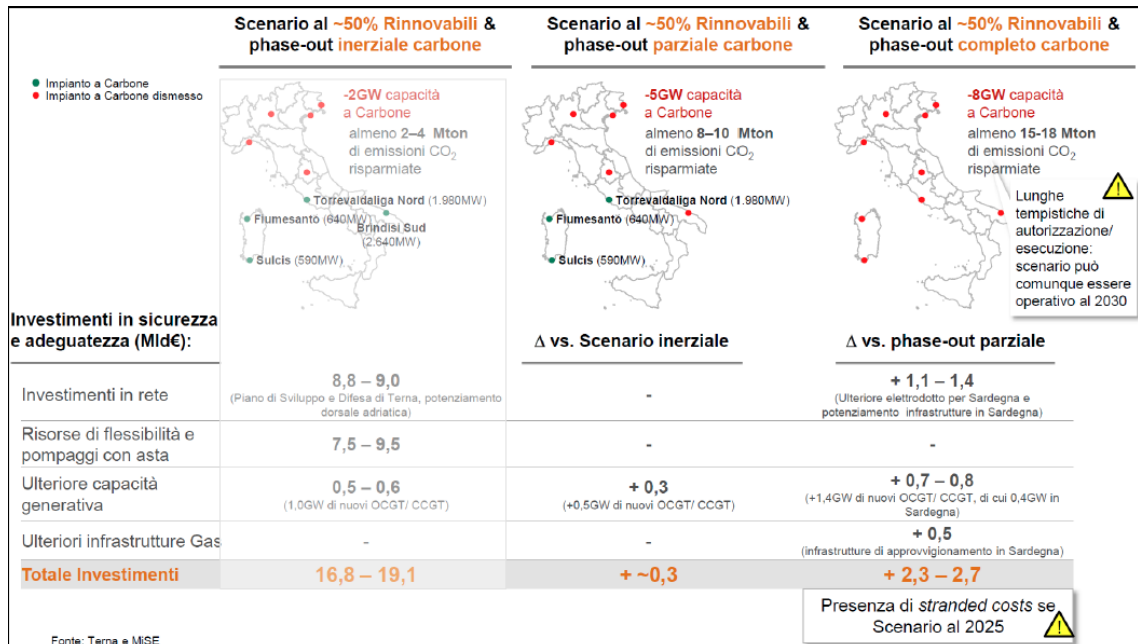 Scenario al ~50% Rinnovabili &
phase-out inerziale carbone
Scenario al ~50% Rinnovabili &
phase-out parziale carbone
Scenario al ~50% Rinnovabili &
phase-out completo carbone
Impianto a Carbone
Impianto a Carbone dismesso
-2GW capacità
a Carbone
almeno 2–4 Mton
di emissioni CO2
risparmiate
Torrevaldaliga Nord (1.980MW)
Fiumesanto (640MW)
Brindisi Sud
(2.640MW)
Sulcis (590MW)
-5GW capacità
a Carbone
almeno 8–10 Mton
di emissioni CO2
risparmiate
Torrevaldaliga Nord (1.980MW)
Fiumesanto (640MW)
Sulcis (590MW)
-8GW capacità
a Carbone
almeno 15-18 Mton
di emissioni CO2
risparmiate
Lunghe
tempistiche di
autorizzazione/
esecuzione:
scenario può
comunque essere
operativo al 2030
Investimenti in sicurezza
e adeguatezza (Mld€):
Δ vs. Scenario inerziale
Δ vs. phase-out parziale
Investimenti in rete
8,8 – 9,0
(Piano di Sviluppo e Difesa di Terna, potenziamento
dorsale adriatica)
-
+ 1,1 – 1,4
(Ulteriore elettrodotto per Sardegna e
potenziamento infrastrutture in Sardegna)
Risorse di flessibilità e
pompaggi con asta
7,5 – 9,5
-
-
Ulteriore capacità
generativa
0,5 – 0,6
(1,0GW di nuovi OCGT/ CCGT)
+ 0,3
(+0,5GW di nuovi OCGT/ CCGT)
+ 0,7 – 0,8
(+1,4GW di nuovi OCGT/ CCGT, di cui 0,4GW in
Sardegna)
Ulteriori infrastrutture Gas
-
-
+ 0,5
(infrastrutture di approvvigionamento in Sardegna)
Totale Investimenti
16,8 – 19,1
+ ~0,3
+ 2,3 – 2,7
Presenza di stranded costs se
Scenario al 2025
Fonte: Terna e MiSE